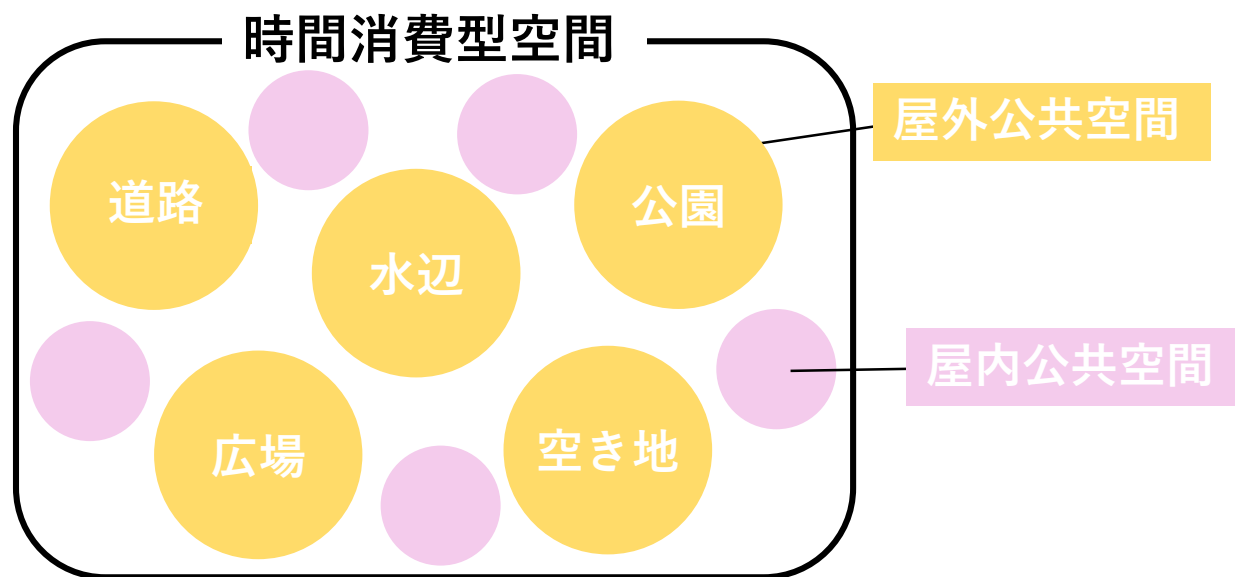 時間消費型空間
屋外公共空間
道路
公園
水辺
屋内公共空間
広場
空き地